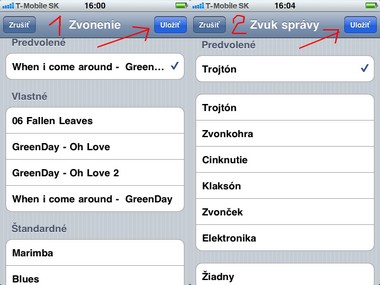 T-Mobile SK 16:00
Zrušiť 1 Zvonenie Uložiť
Predvolené
When i come around - Green...
Vlastné
06 Fallen Leaves
GreenDay - Oh Love
GreenDay - Oh Love 2
When i come around - GreenDay
Štandardné
Marimba
Blues
T-Mobile SK 16:04
Zrušiť 2 Zvuk správy Uložiť
Predvolené
Trojtón
Trojtón
Zvonkohra
Cinknutie
Klaksón
Zvonček
Elektronika
Žiadny